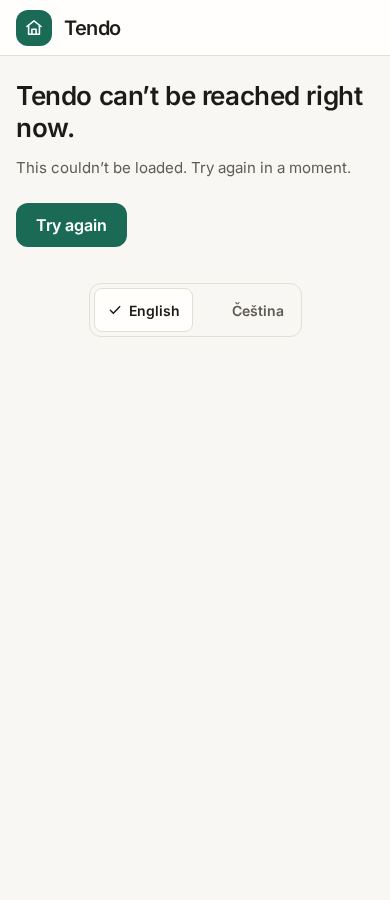 Tendo
Tendo can’t be reached right
now.
This couldn’t be loaded. Try again in a moment.
Try again
English
Čeština